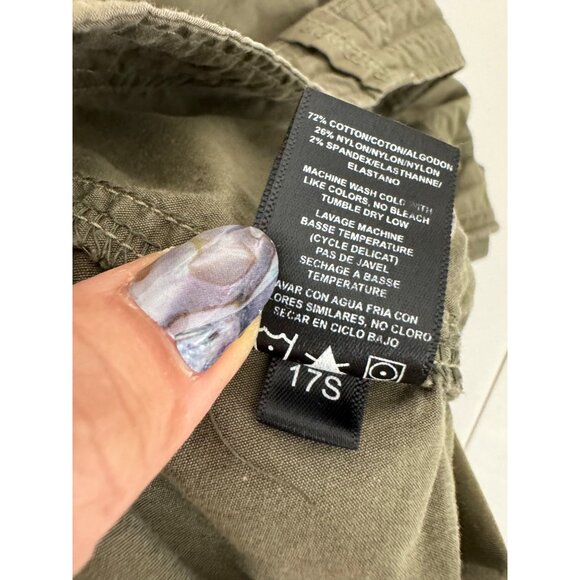 72% COTTON/COTON/ALGODON
26% NYLON/NYLON/NYLON
2% SPANDEX/ELASTHANNE/
ELASTANO
MACHINE WASH COLD WITH
LIKE COLORS, NO BLEACH
TUMBLE DRY LOW
LAVAGE MACHINE
BASSE TEMPERATURE
(CYCLE DELICAT)
PAS DE JAVEL
SECHAGE A BASSE
TEMPERATURE
AVAR CON AGUA FRIA CON
ORES SIMILARES, NO CLORO
SECAR EN CICLO BAJO
17S